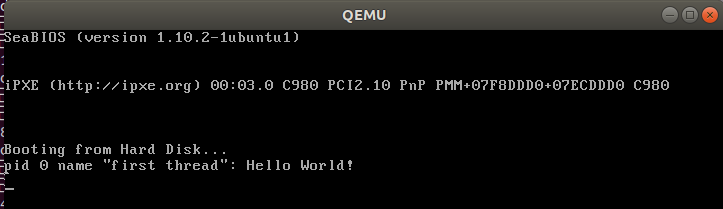 QEMU
SeaBIOS (version 1.10.2-1ubuntu1)
iPXE (http://ipxe.org) 00:03.0 C980 PCI2.10 PnP PMM+07F8DDD0+07ECDDD0 C980
Booting from Hard Disk...
pid 0 name "first thread": Hello World!
_